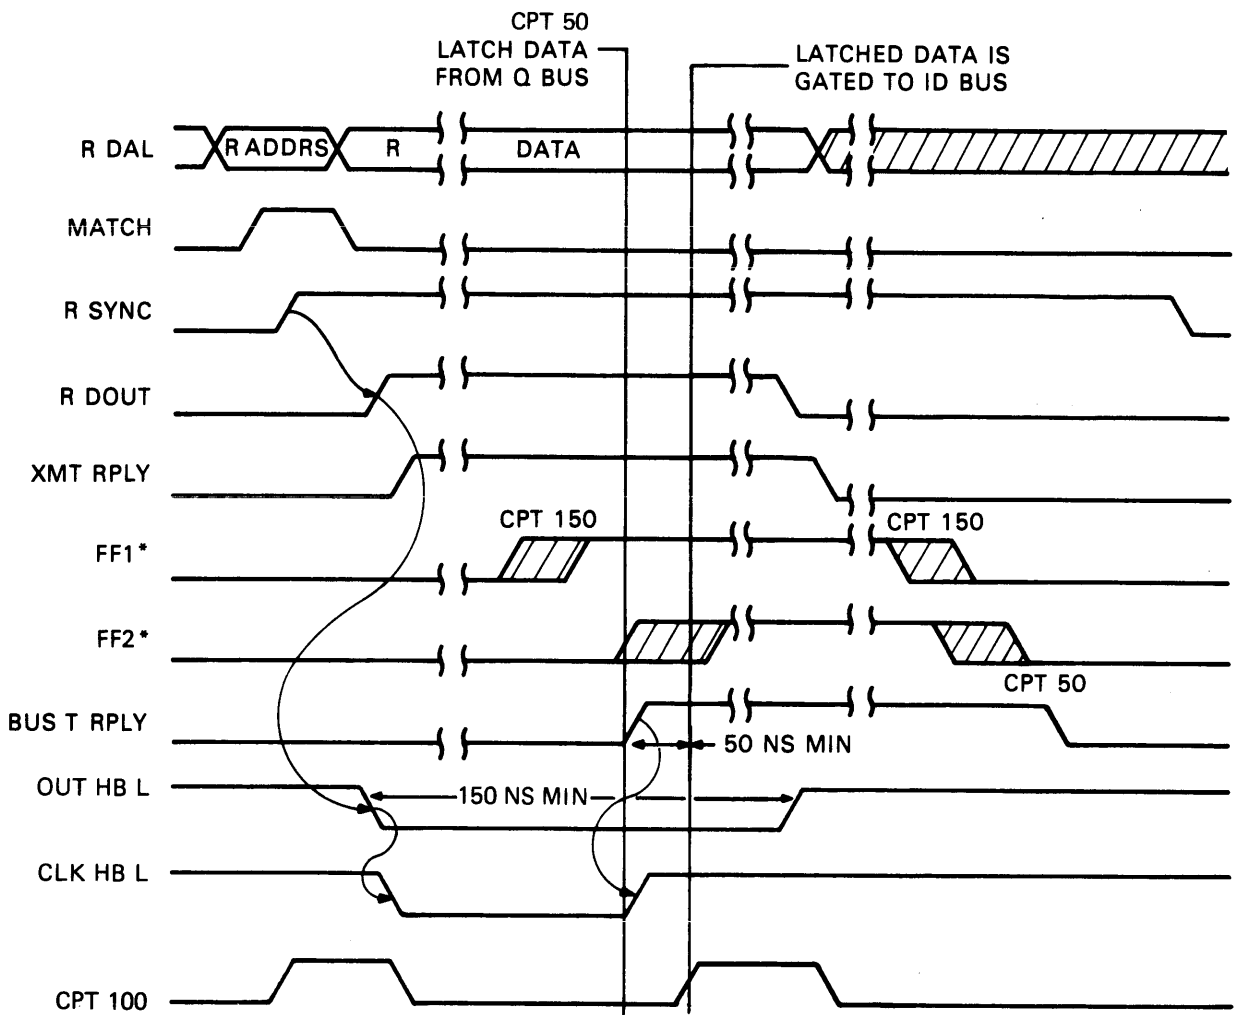 CPT 50
LATCH DATA
FROM Q BUS
LATCHED DATA IS
GATED TO ID BUS
R DAL
R ADDRS
R
DATA
MATCH
R SYNC
R DOUT
XMT RPLY
CPT 150
CPT 150
FF1*
FF2*
CPT 50
BUS T RPLY
50 NS MIN
OUT HB L
150 NS MIN
CLK HB L
CPT 100